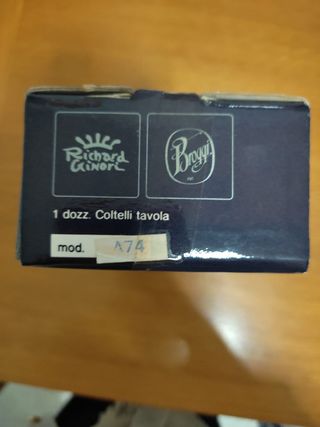 Richard
Ginori
Broggi
1 dozz. Coltelli tavola
mod. A74